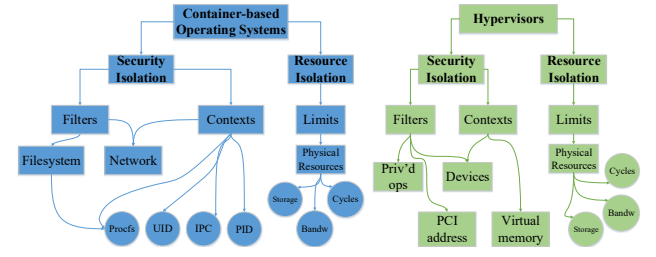 Container-based
Operating Systems
Security
Isolation
Resource
Isolation
Filters
Contexts
Limits
Filesystem
Network
Physical
Resources
Storage
Cycles
Bandw
Procfs
UID
IPC
PID
Hypervisors
Security
Isolation
Resource
Isolation
Filters
Contexts
Limits
Priv'd
ops
Devices
Physical
Resources
Cycles
Bandw
Storage
PCI
address
Virtual
memory